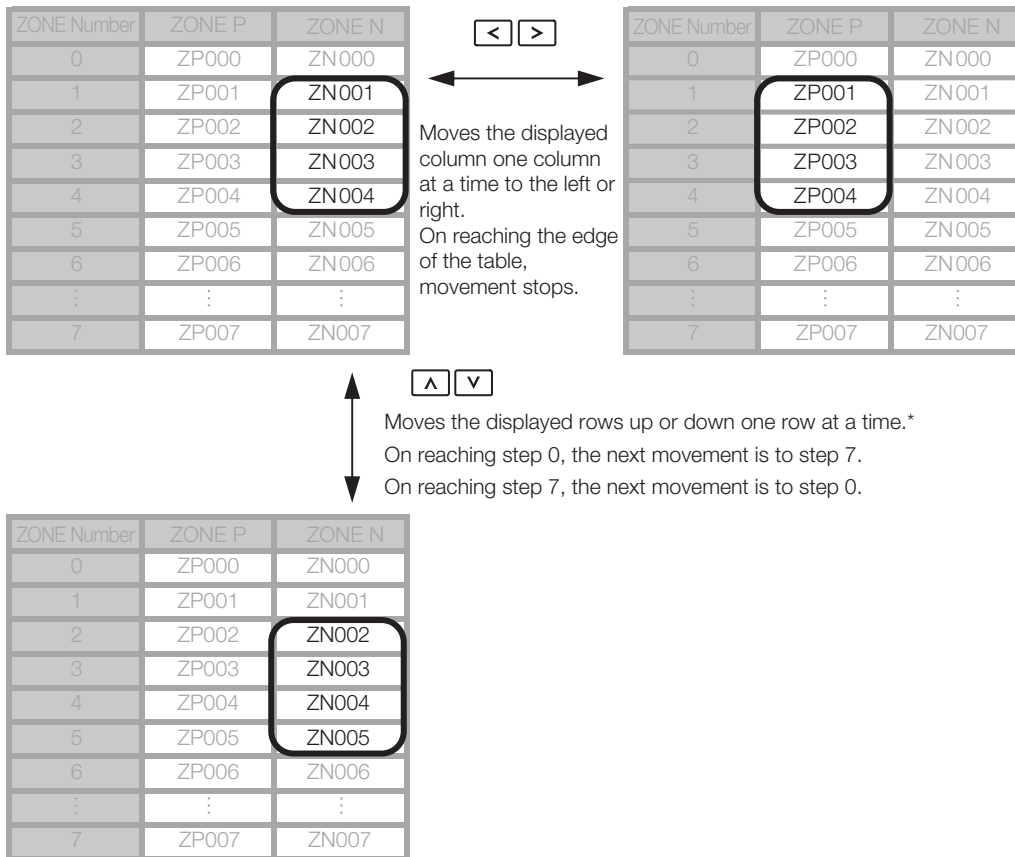 ZONE Number ZONE P ZONE N
0 ZP000 ZN000
1 ZP001 ZN001
2 ZP002 ZN002
3 ZP003 ZN003
4 ZP004 ZN004
5 ZP005 ZN005
6 ZP006 ZN006
⋮ ⋮ ⋮
7 ZP007 ZN007
< >
Moves the displayed
column one column
at a time to the left or
right.
On reaching the edge
of the table,
movement stops.
ZONE Number ZONE P ZONE N
0 ZP000 ZN000
1 ZP001 ZN001
2 ZP002 ZN002
3 ZP003 ZN003
4 ZP004 ZN004
5 ZP005 ZN005
6 ZP006 ZN006
⋮ ⋮ ⋮
7 ZP007 ZN007
∧ ∨
Moves the displayed rows up or down one row at a time.*
On reaching step 0, the next movement is to step 7.
On reaching step 7, the next movement is to step 0.
ZONE Number ZONE P ZONE N
0 ZP000 ZN000
1 ZP001 ZN001
2 ZP002 ZN002
3 ZP003 ZN003
4 ZP004 ZN004
5 ZP005 ZN005
6 ZP006 ZN006
⋮ ⋮ ⋮
7 ZP007 ZN007